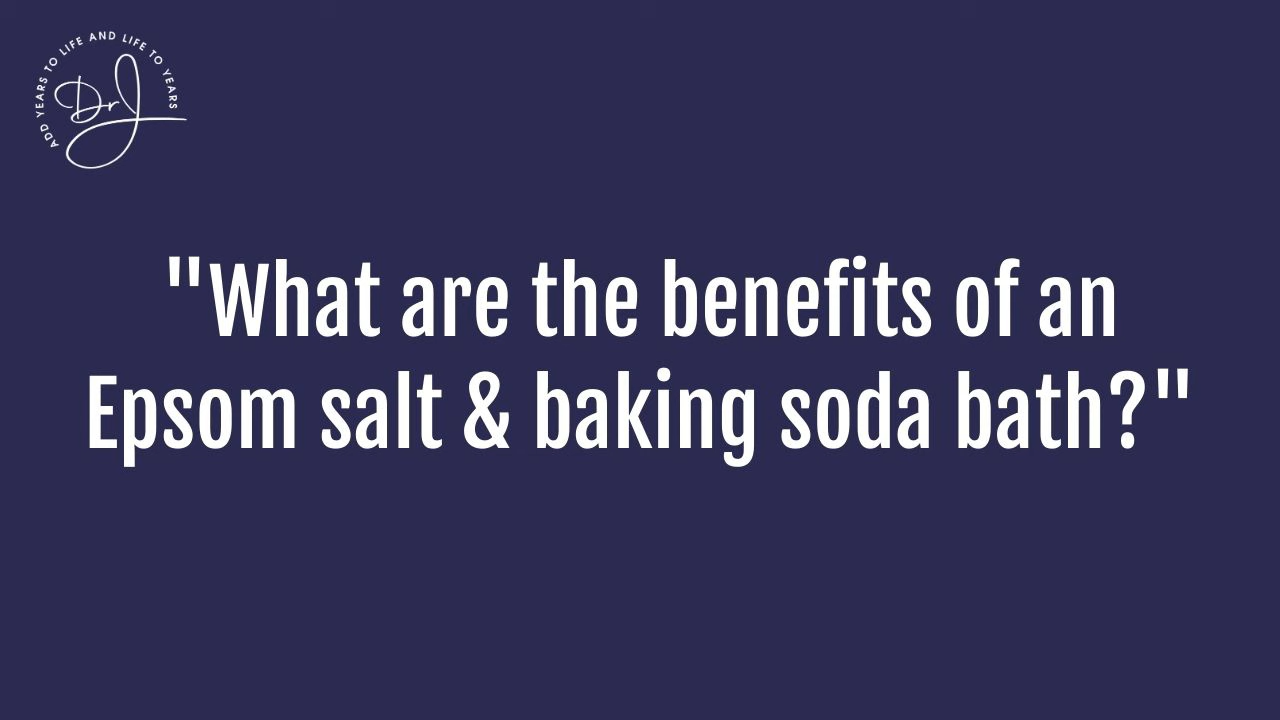 ADD YEARS TO LIFE AND LIFE TO YEARS
Dr J
"What are the benefits of an
Epsom salt & baking soda bath?"